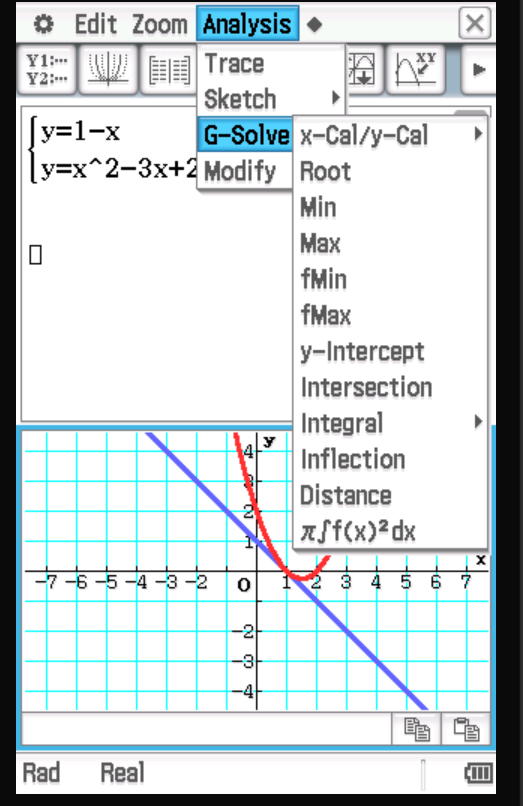 Edit Zoom Analysis
Y1:…
Y2:…
XY
Trace
Sketch
G-Solve
Modify
y=1−x
y=x^2−3x+2
x-Cal/y-Cal
Root
Min
Max
fMin
fMax
y-Intercept
Intersection
Integral
Inflection
Distance
π∫f(x)²dx
y
4
3
2
1
x
-7 -6 -5 -4 -3 -2 0 1 2 3 4 5 6 7
-2
-3
-4
Rad Real